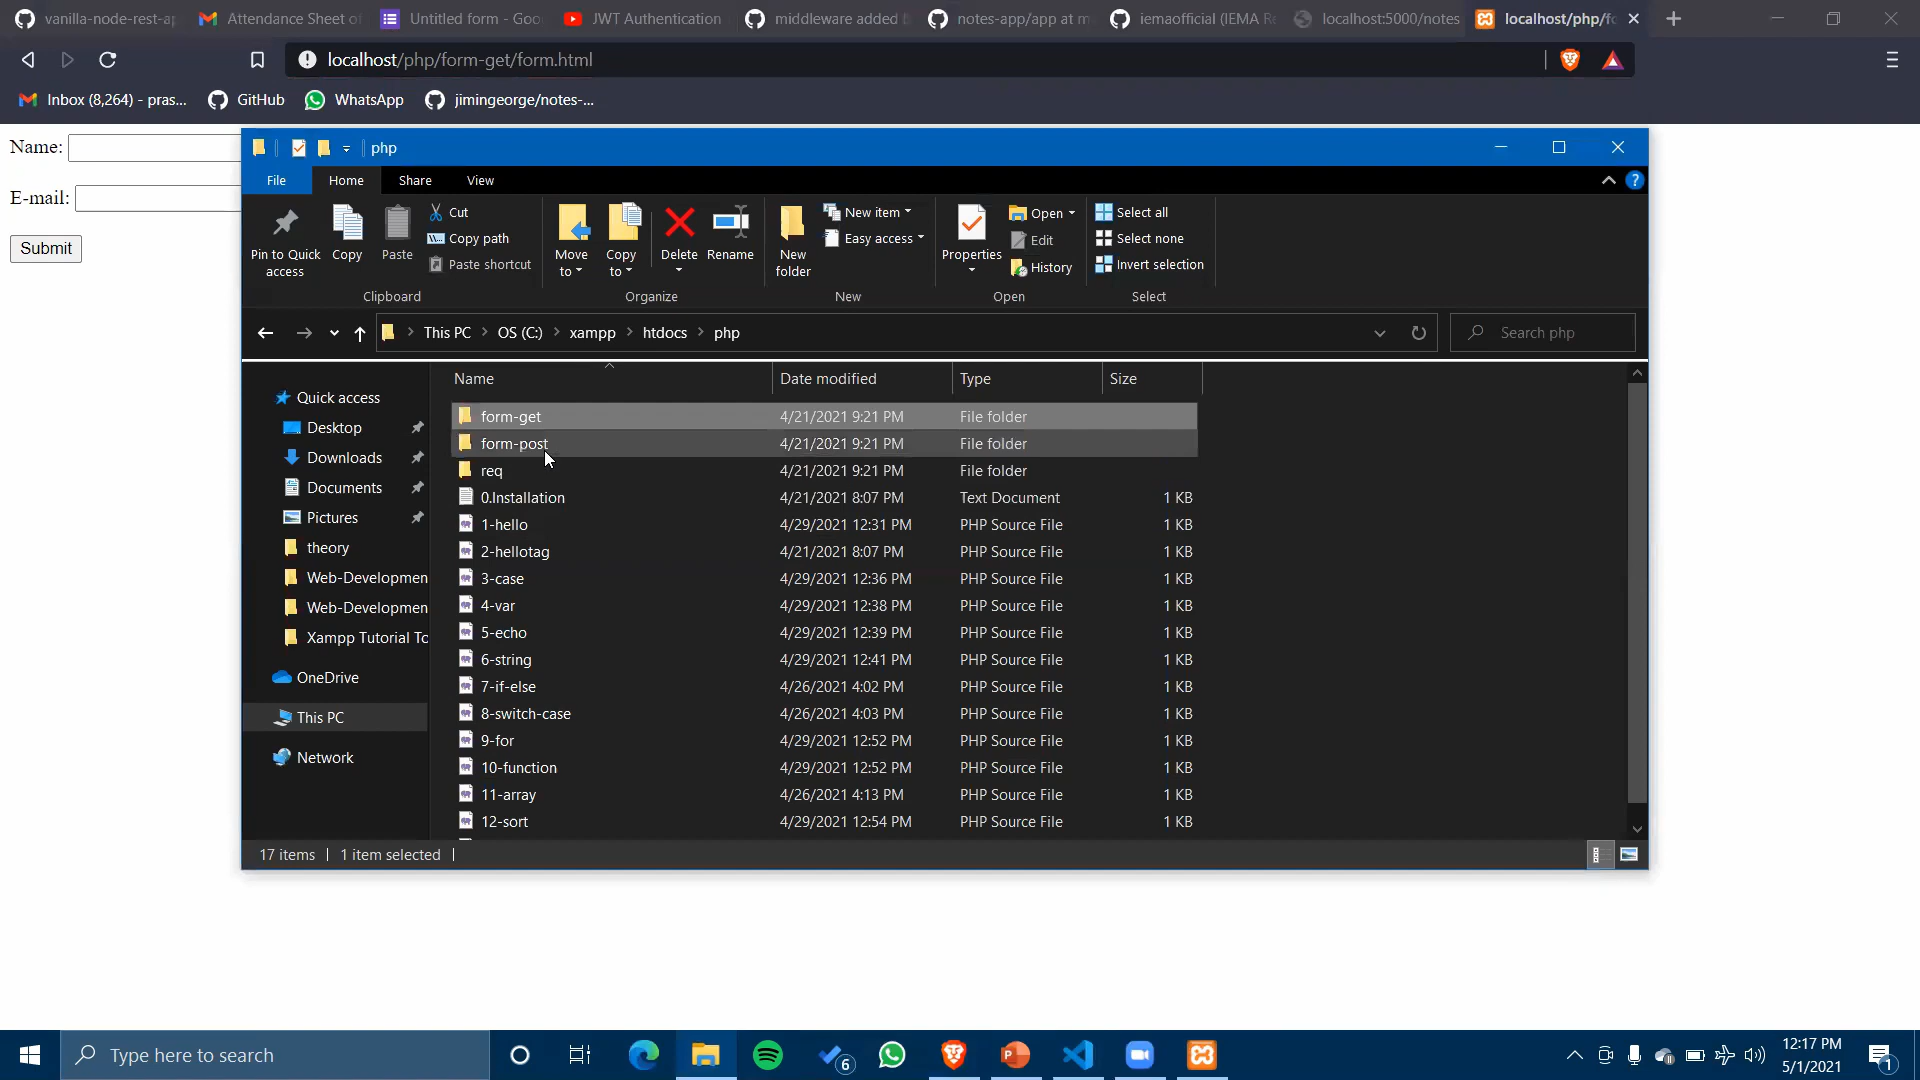 vanilla-node-rest-ap
Attendance Sheet of
Untitled form - Goo
JWT Authentication
middleware added
notes-app/app at m
iemaofficial (IEMA Re
localhost:5000/notes
localhost/php/fo
localhost/php/form-get/form.html
Inbox (8,264) - pras...
GitHub
WhatsApp
jimingeorge/notes-...
Name:
E-mail:
Submit
php
File
Home
Share
View
Pin to Quick access
Copy
Paste
Cut
Copy path
Paste shortcut
Clipboard
Move to
Copy to
Delete
Rename
Organize
New folder
New item
Easy access
New
Properties
Open
Edit
History
Open
Select all
Select none
Invert selection
Select
This PC > OS (C:) > xampp > htdocs > php
Search php
Quick access
Desktop
Downloads
Documents
Pictures
theory
Web-Developmen
Web-Developmen
Xampp Tutorial Tc
OneDrive
This PC
Network
Name Date modified Type Size
form-get 4/21/2021 9:21 PM File folder
form-post 4/21/2021 9:21 PM File folder
req 4/21/2021 9:21 PM File folder
0.Installation 4/21/2021 8:07 PM Text Document 1 KB
1-hello 4/29/2021 12:31 PM PHP Source File 1 KB
2-hellotag 4/21/2021 8:07 PM PHP Source File 1 KB
3-case 4/29/2021 12:36 PM PHP Source File 1 KB
4-var 4/29/2021 12:38 PM PHP Source File 1 KB
5-echo 4/29/2021 12:39 PM PHP Source File 1 KB
6-string 4/29/2021 12:41 PM PHP Source File 1 KB
7-if-else 4/26/2021 4:02 PM PHP Source File 1 KB
8-switch-case 4/26/2021 4:03 PM PHP Source File 1 KB
9-for 4/29/2021 12:52 PM PHP Source File 1 KB
10-function 4/29/2021 12:52 PM PHP Source File 1 KB
11-array 4/26/2021 4:13 PM PHP Source File 1 KB
12-sort 4/29/2021 12:54 PM PHP Source File 1 KB
17 items
1 item selected
Type here to search
6
12:17 PM
5/1/2021
1